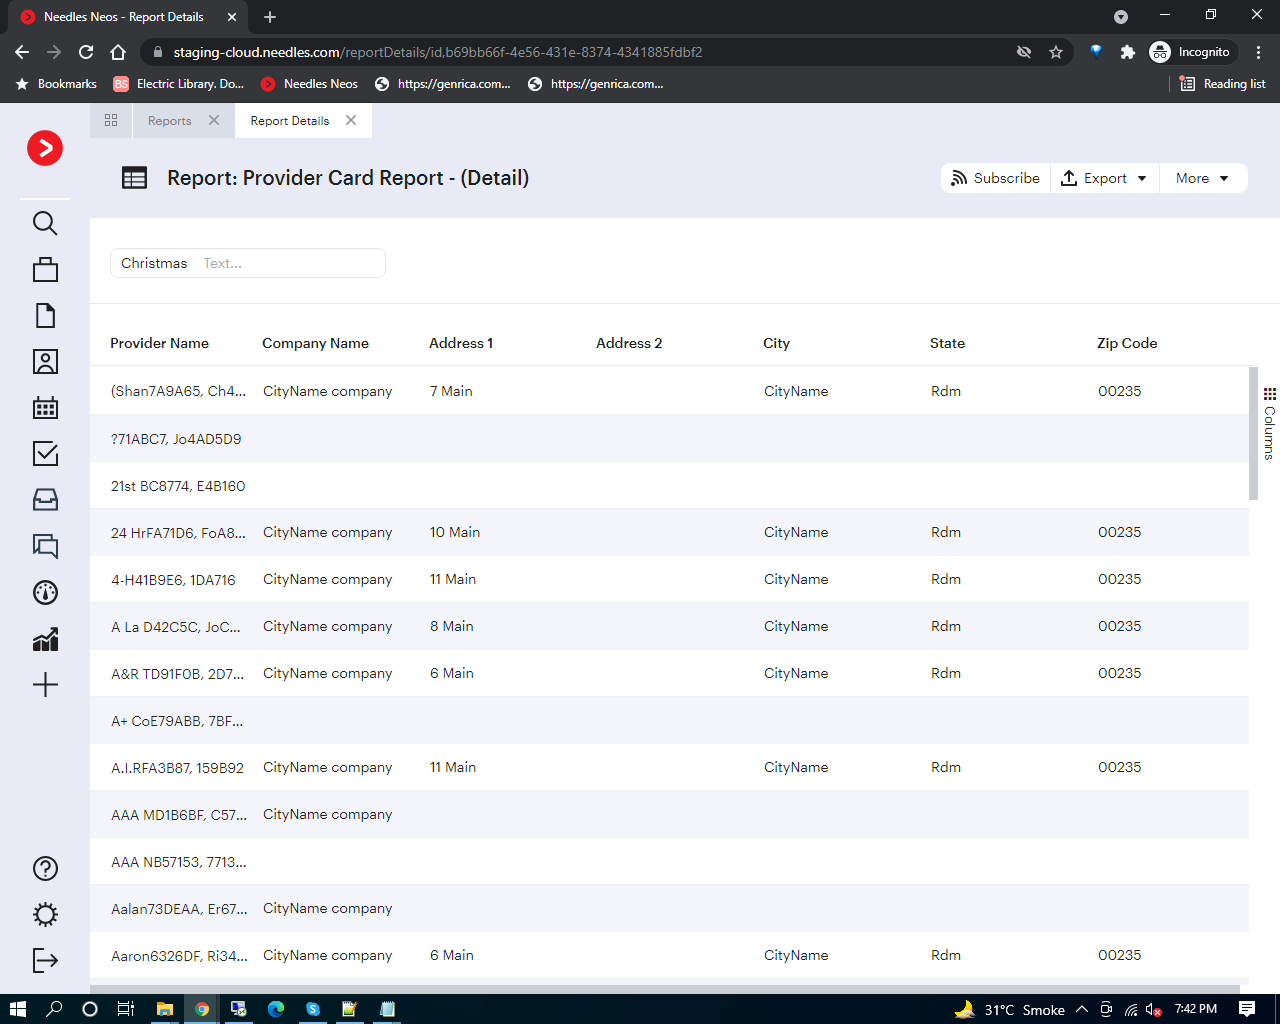 Needles Neos - Report Details
staging-cloud.needles.com/reportDetails/id,b69bb66f-4e56-431e-8374-4341885fdbf2
Incognito
Bookmarks
BS Electric Library. Do...
Needles Neos
https://genrica.com...
https://genrica.com...
Reading list
Reports
Report Details
Report: Provider Card Report - (Detail)
Subscribe
Export
More
Christmas Text...
Provider Name Company Name Address 1 Address 2 City State Zip Code
(Shan7A9A65, Ch4... CityName company 7 Main CityName Rdm 00235
?71ABC7, Jo4AD5D9
21st BC8774, E4B160
24 HrFA71D6, FoA8... CityName company 10 Main CityName Rdm 00235
4-H41B9E6, 1DA716 CityName company 11 Main CityName Rdm 00235
A La D42C5C, JoC... CityName company 8 Main CityName Rdm 00235
A&R TD91F0B, 2D7... CityName company 6 Main CityName Rdm 00235
A+ CoE79ABB, 7BF...
A.I.RFA3B87, 159B92 CityName company 11 Main CityName Rdm 00235
AAA MD1B6BF, C57... CityName company
AAA NB57153, 7713...
Aalan73DEAA, Er67... CityName company
Aaron6326DF, Ri34... CityName company 6 Main CityName Rdm 00235
Columns
31°C Smoke
7:42 PM